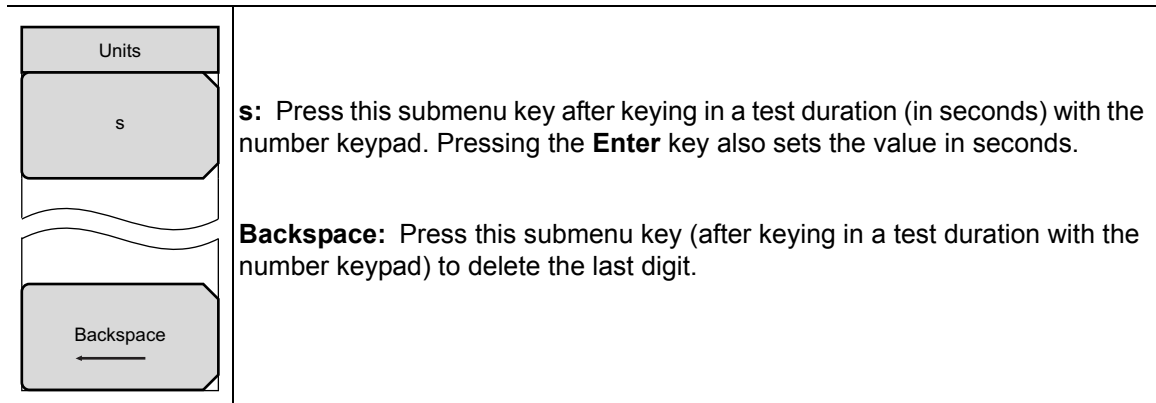 Units
s
Backspace
s: Press this submenu key after keying in a test duration (in seconds) with the
number keypad. Pressing the Enter key also sets the value in seconds.
Backspace: Press this submenu key (after keying in a test duration with the
number keypad) to delete the last digit.